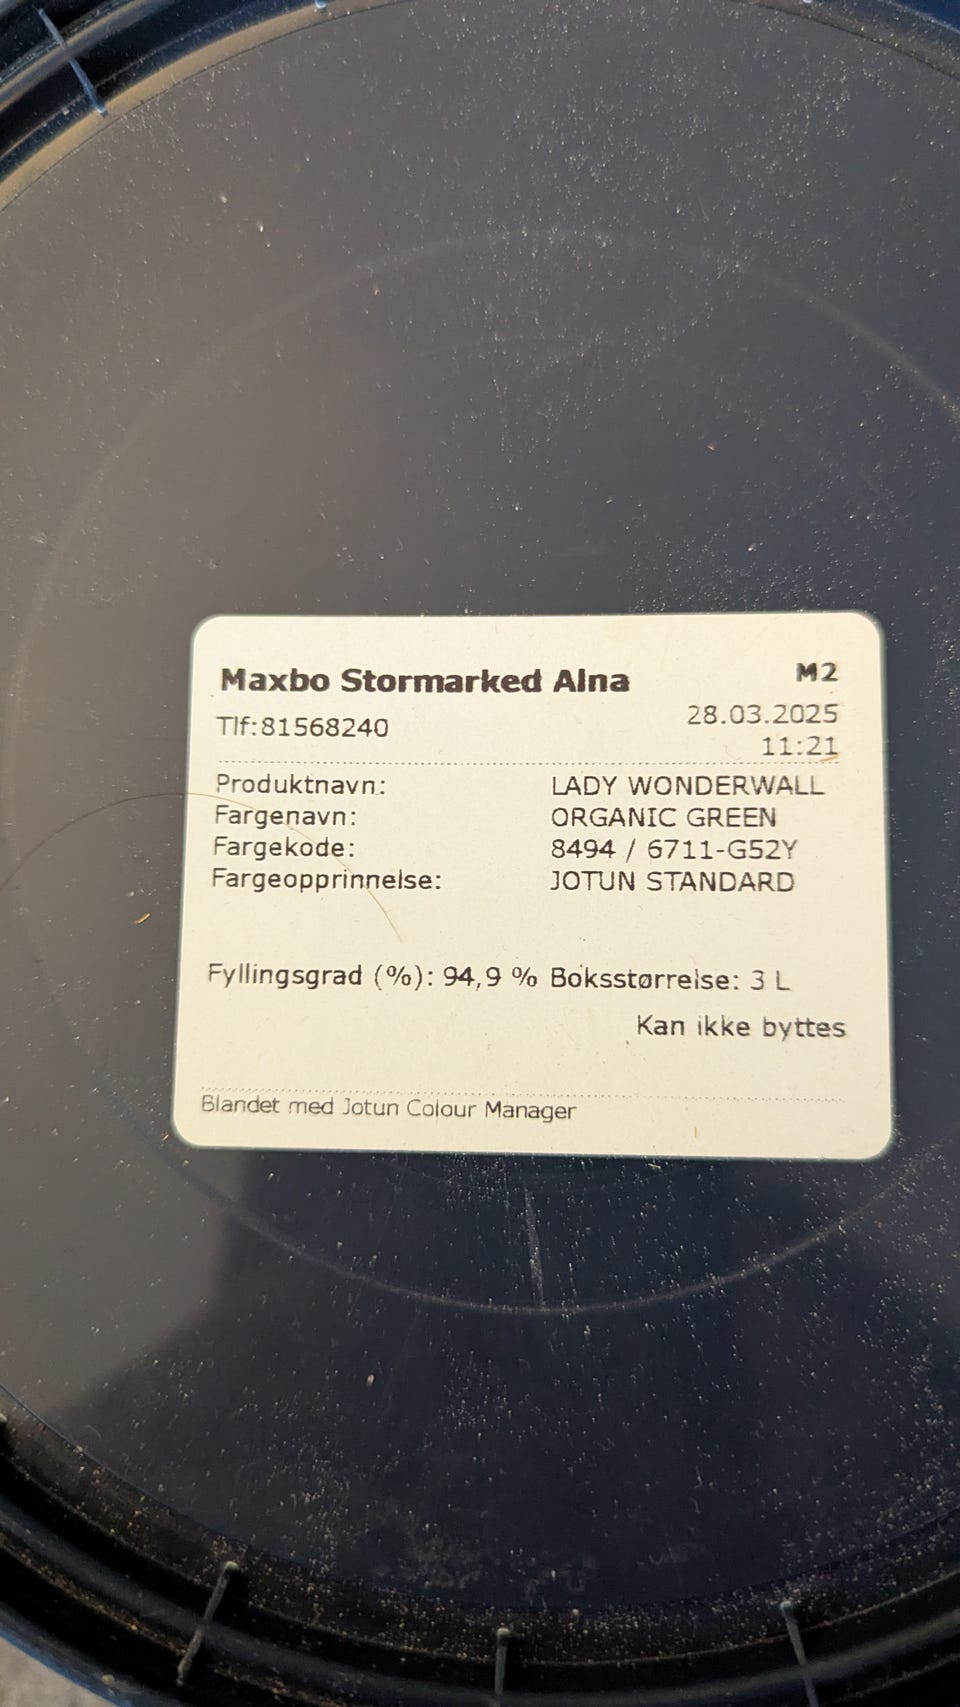 Maxbo Stormarked Alna M2
Tlf:81568240 28.03.2025
11:21
Produktnavn: LADY WONDERWALL
Fargenavn: ORGANIC GREEN
Fargekode: 8494 / 6711-G52Y
Fargeopprinnelse: JOTUN STANDARD
Fyllingsgrad (%): 94,9 % Boksstørrelse: 3 L
Kan ikke byttes
Blandet med Jotun Colour Manager